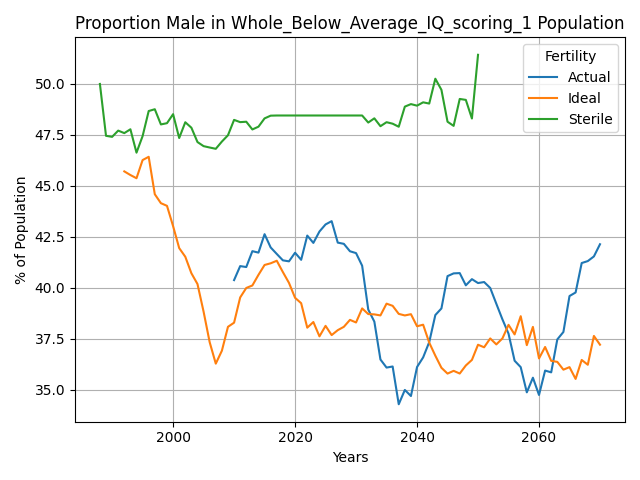 Proportion Male in Whole_Below_Average_IQ_scoring_1 Population
Fertility
Actual
Ideal
Sterile
% of Population
50.0
47.5
45.0
42.5
40.0
37.5
35.0
2000
2020
2040
2060
Years